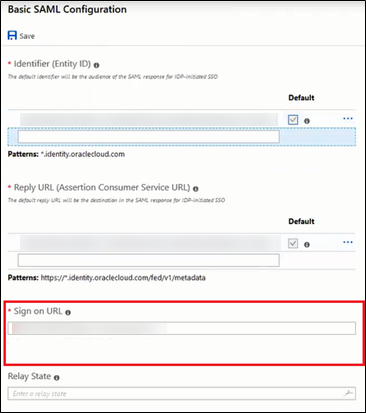 Basic SAML Configuration
Save
* Identifier (Entity ID)
The default identifier will be the audience of the SAML response for IDP-initiated SSO
Default
Patterns: *.identity.oraclecloud.com
* Reply URL (Assertion Consumer Service URL)
The default reply URL will be the destination in the SAML response for IDP-initiated SSO
Default
Patterns: https://*.identity.oraclecloud.com/fed/v1/metadata
* Sign on URL
Relay State
Enter a relay state